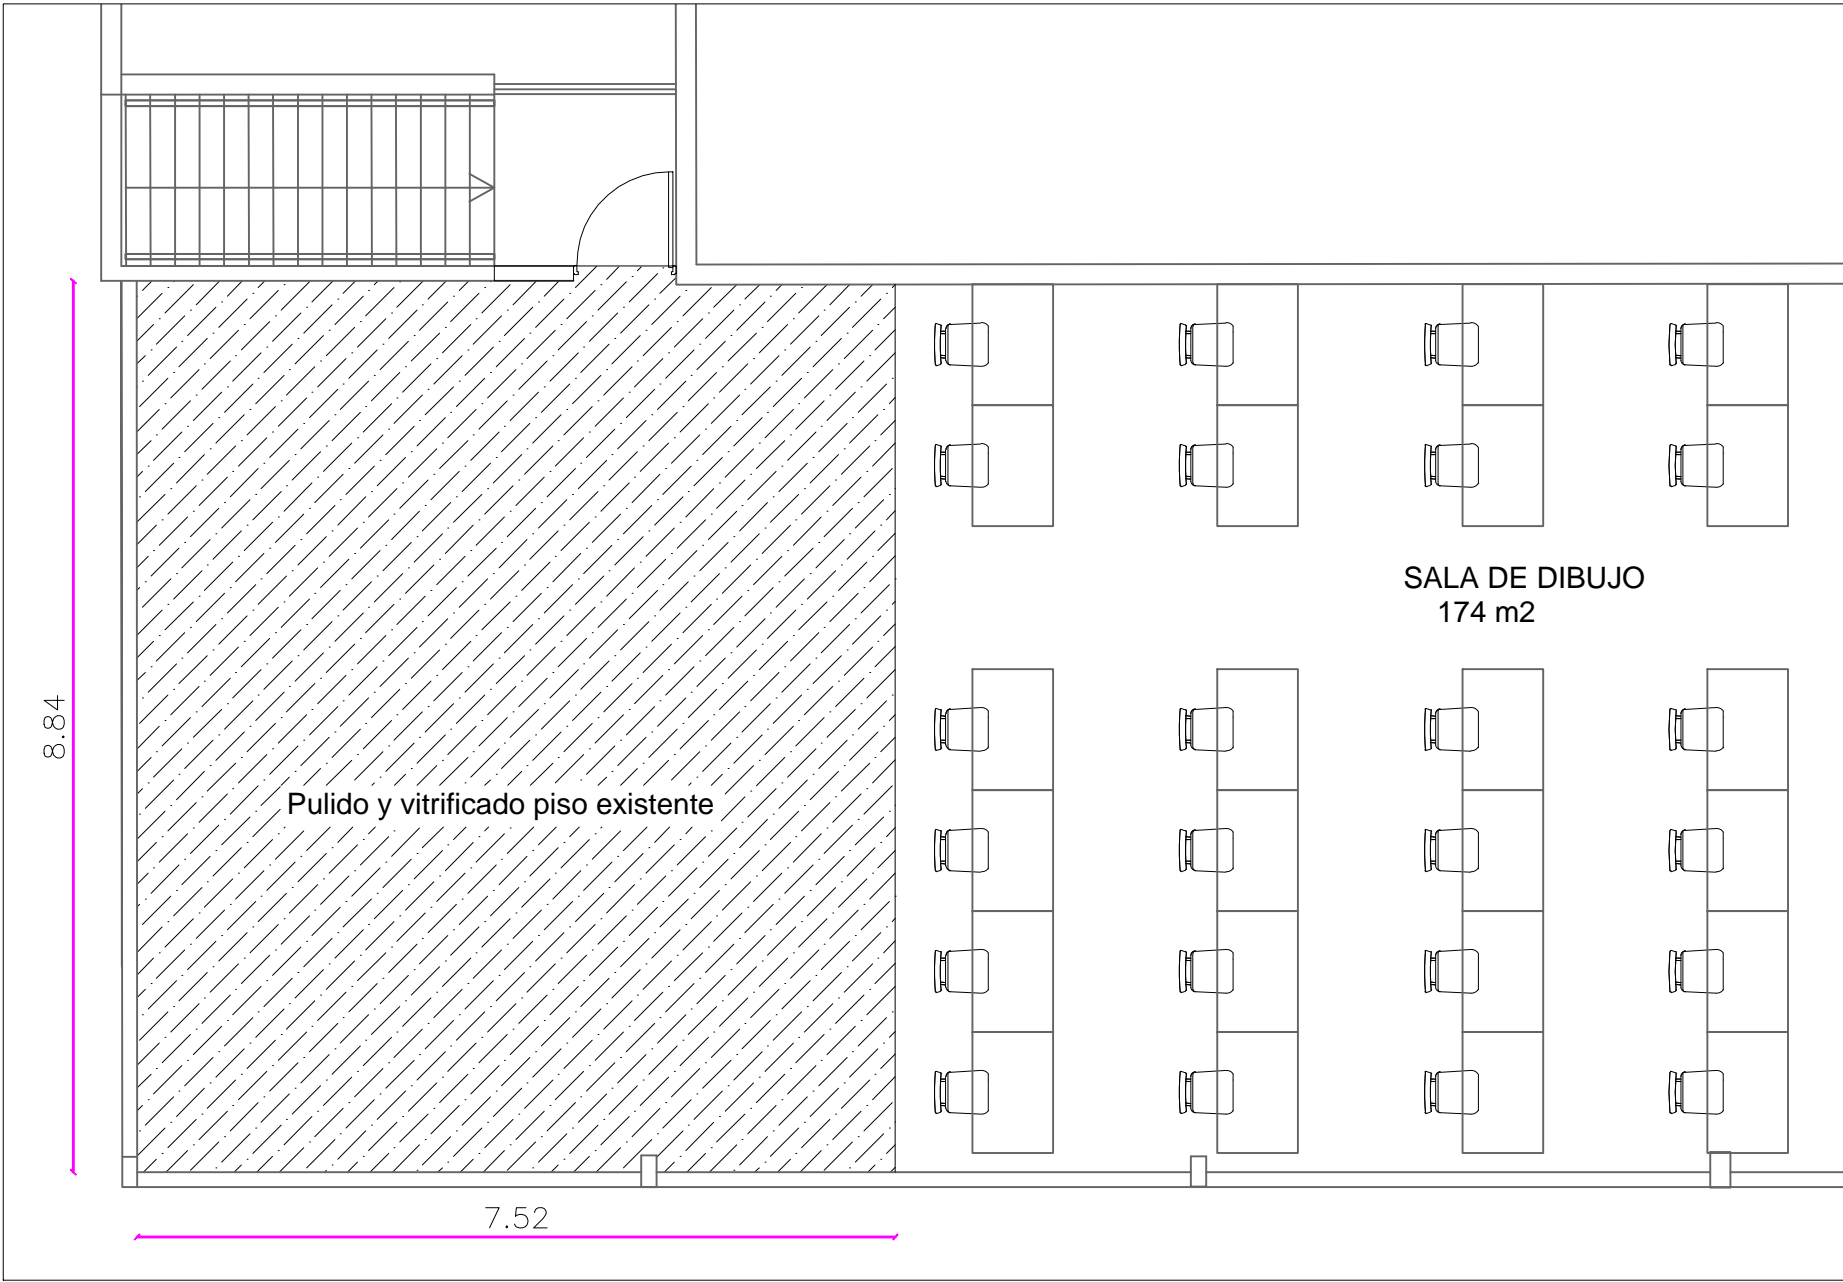 SALA DE DIBUJO
174 m2
8.84
Pulido y vitrificado piso existente
7.52